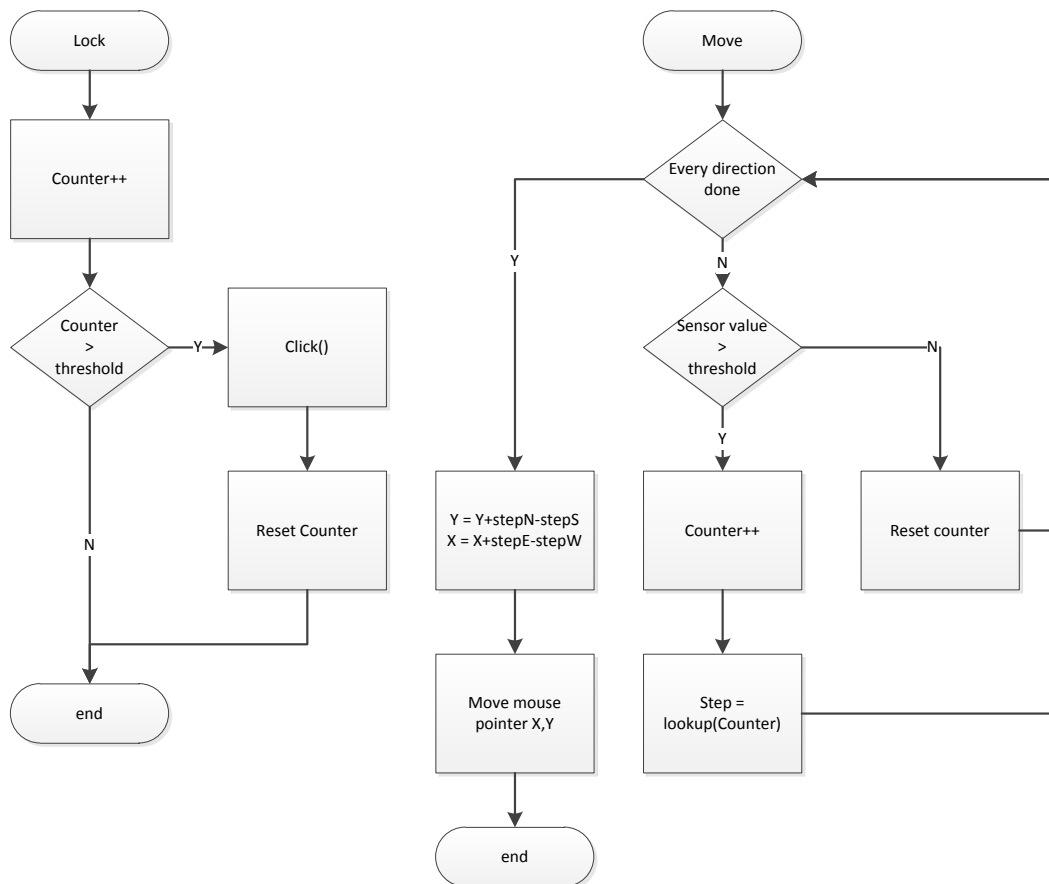 Lock
Counter++
Counter
>
threshold
Y
Click()
Reset Counter
N
end
Move
Every direction
done
Y
N
Sensor value
>
threshold
N
Y
Y = Y+stepN-stepS
X = X+stepE-stepW
Counter++
Reset counter
Move mouse
pointer X,Y
Step =
lookup(Counter)
end